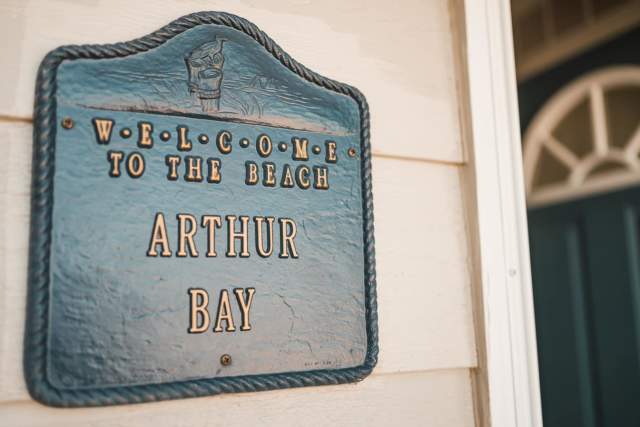 W·E·L·C·O·M·E
TO THE BEACH
ARTHUR
BAY